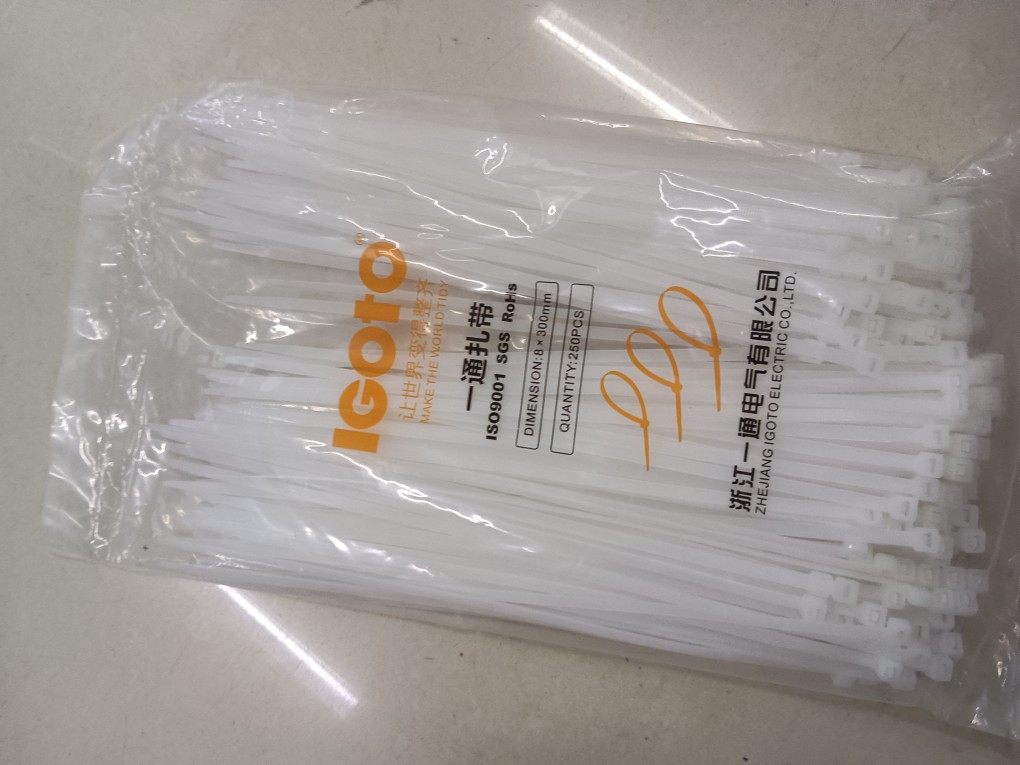 IGOTO®
让世界变得整齐
MAKE THE WORLD TIDY
一通扎带
ISO9001 SGS RoHS
DIMENSION:8×300mm
QUANTITY:250PCS
浙江一通电气有限公司
ZHEJIANG IGOTO ELECTRIC CO.,LTD.